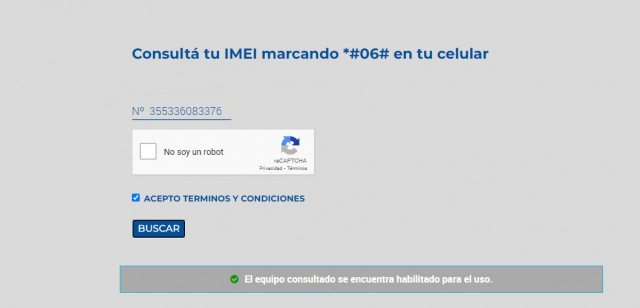 Consultá tu IMEI marcando *#06# en tu celular
Nº 355336083376
No soy un robot
reCAPTCHA
Privacidad - Términos
ACEPTO TERMINOS Y CONDICIONES
BUSCAR
El equipo consultado se encuentra habilitado para el uso.